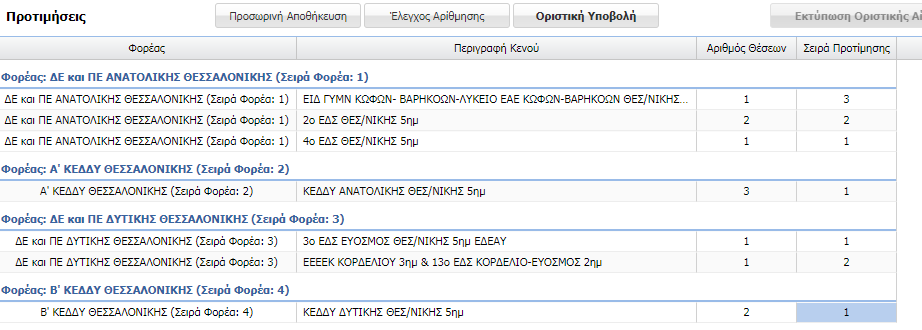 Προτιμήσεις Προσωρινή Αποθήκευση Έλεγχος Αρίθμησης Οριστική Υποβολή Εκτύπωση Οριστικής Αί
Φορέας Περιγραφή Κενού Αριθμός Θέσεων Σειρά Προτίμησης
Φορέας: ΔΕ και ΠΕ ΑΝΑΤΟΛΙΚΗΣ ΘΕΣΣΑΛΟΝΙΚΗΣ (Σειρά Φορέα: 1)
ΔΕ και ΠΕ ΑΝΑΤΟΛΙΚΗΣ ΘΕΣΣΑΛΟΝΙΚΗΣ (Σειρά Φορέα: 1) ΕΙΔ ΓΥΜΝ ΚΩΦΩΝ- ΒΑΡΗΚΟΩΝ-ΛΥΚΕΙΟ ΕΑΕ ΚΩΦΩΝ-ΒΑΡΗΚΟΩΝ ΘΕΣ/ΝΙΚΗΣ... 1 3
ΔΕ και ΠΕ ΑΝΑΤΟΛΙΚΗΣ ΘΕΣΣΑΛΟΝΙΚΗΣ (Σειρά Φορέα: 1) 2ο ΕΔΣ ΘΕΣ/ΝΙΚΗΣ 5ημ 2 2
ΔΕ και ΠΕ ΑΝΑΤΟΛΙΚΗΣ ΘΕΣΣΑΛΟΝΙΚΗΣ (Σειρά Φορέα: 1) 4ο ΕΔΣ ΘΕΣ/ΝΙΚΗΣ 5ημ 1 1
Φορέας: Α' ΚΕΔΔΥ ΘΕΣΣΑΛΟΝΙΚΗΣ (Σειρά Φορέα: 2)
Α' ΚΕΔΔΥ ΘΕΣΣΑΛΟΝΙΚΗΣ (Σειρά Φορέα: 2) ΚΕΔΔΥ ΑΝΑΤΟΛΙΚΗΣ ΘΕΣ/ΝΙΚΗΣ 5ημ 3 1
Φορέας: ΔΕ και ΠΕ ΔΥΤΙΚΗΣ ΘΕΣΣΑΛΟΝΙΚΗΣ (Σειρά Φορέα: 3)
ΔΕ και ΠΕ ΔΥΤΙΚΗΣ ΘΕΣΣΑΛΟΝΙΚΗΣ (Σειρά Φορέα: 3) 3ο ΕΔΣ ΕΥΟΣΜΟΣ ΘΕΣ/ΝΙΚΗΣ 5ημ ΕΔΕΑΥ 1 1
ΔΕ και ΠΕ ΔΥΤΙΚΗΣ ΘΕΣΣΑΛΟΝΙΚΗΣ (Σειρά Φορέα: 3) ΕΕΕΕΚ ΚΟΡΔΕΛΙΟΥ 3ημ & 13ο ΕΔΣ ΚΟΡΔΕΛΙΟ-ΕΥΟΣΜΟΣ 2ημ 1 2
Φορέας: Β' ΚΕΔΔΥ ΘΕΣΣΑΛΟΝΙΚΗΣ (Σειρά Φορέα: 4)
Β' ΚΕΔΔΥ ΘΕΣΣΑΛΟΝΙΚΗΣ (Σειρά Φορέα: 4) ΚΕΔΔΥ ΔΥΤΙΚΗΣ ΘΕΣ/ΝΙΚΗΣ 5ημ 2 1